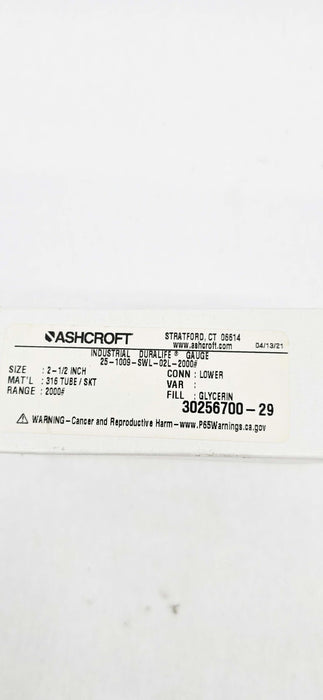 ASHCROFT
STRATFORD, CT 06614
www.ashcroft.com 04/13/21
INDUSTRIAL DURALIFE® GAUGE
25-1009-SWL-02L-2000#
SIZE : 2-1/2 INCH
CONN : LOWER
MAT'L : 316 TUBE / SKT
VAR :
RANGE : 2000#
FILL : GLYCERIN
30256700-29
⚠ WARNING-Cancer and Reproductive Harm-www.P65Warnings.ca.gov